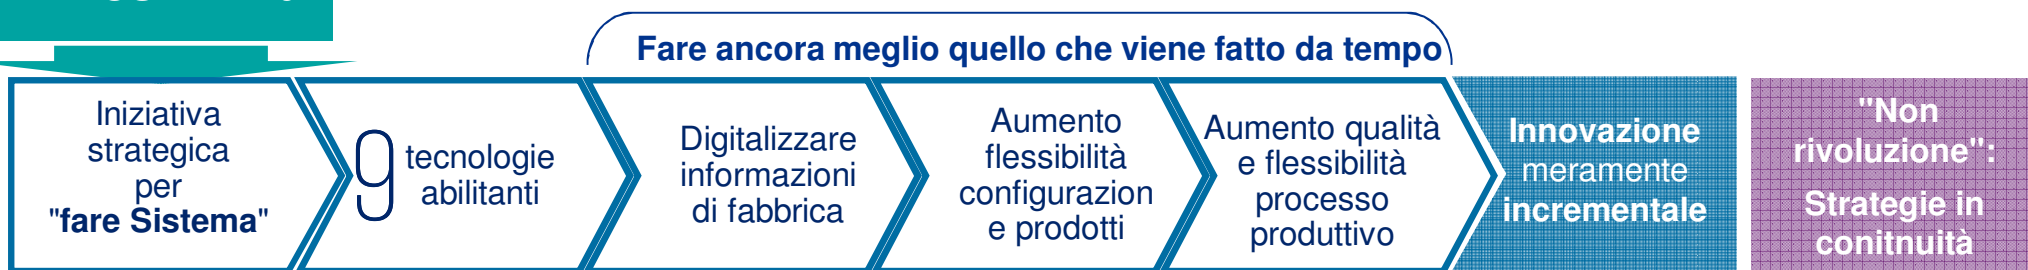 Fare ancora meglio quello che viene fatto da tempo
Iniziativa
strategica
per
"fare Sistema"
9 tecnologie
abilitanti
Digitalizzare
informazioni
di fabbrica
Aumento
flessibilità
configurazion
e prodotti
Aumento qualità
e flessibilità
processo
produttivo
Innovazione
meramente
incrementale
"Non
rivoluzione":
Strategie in
conitnuità